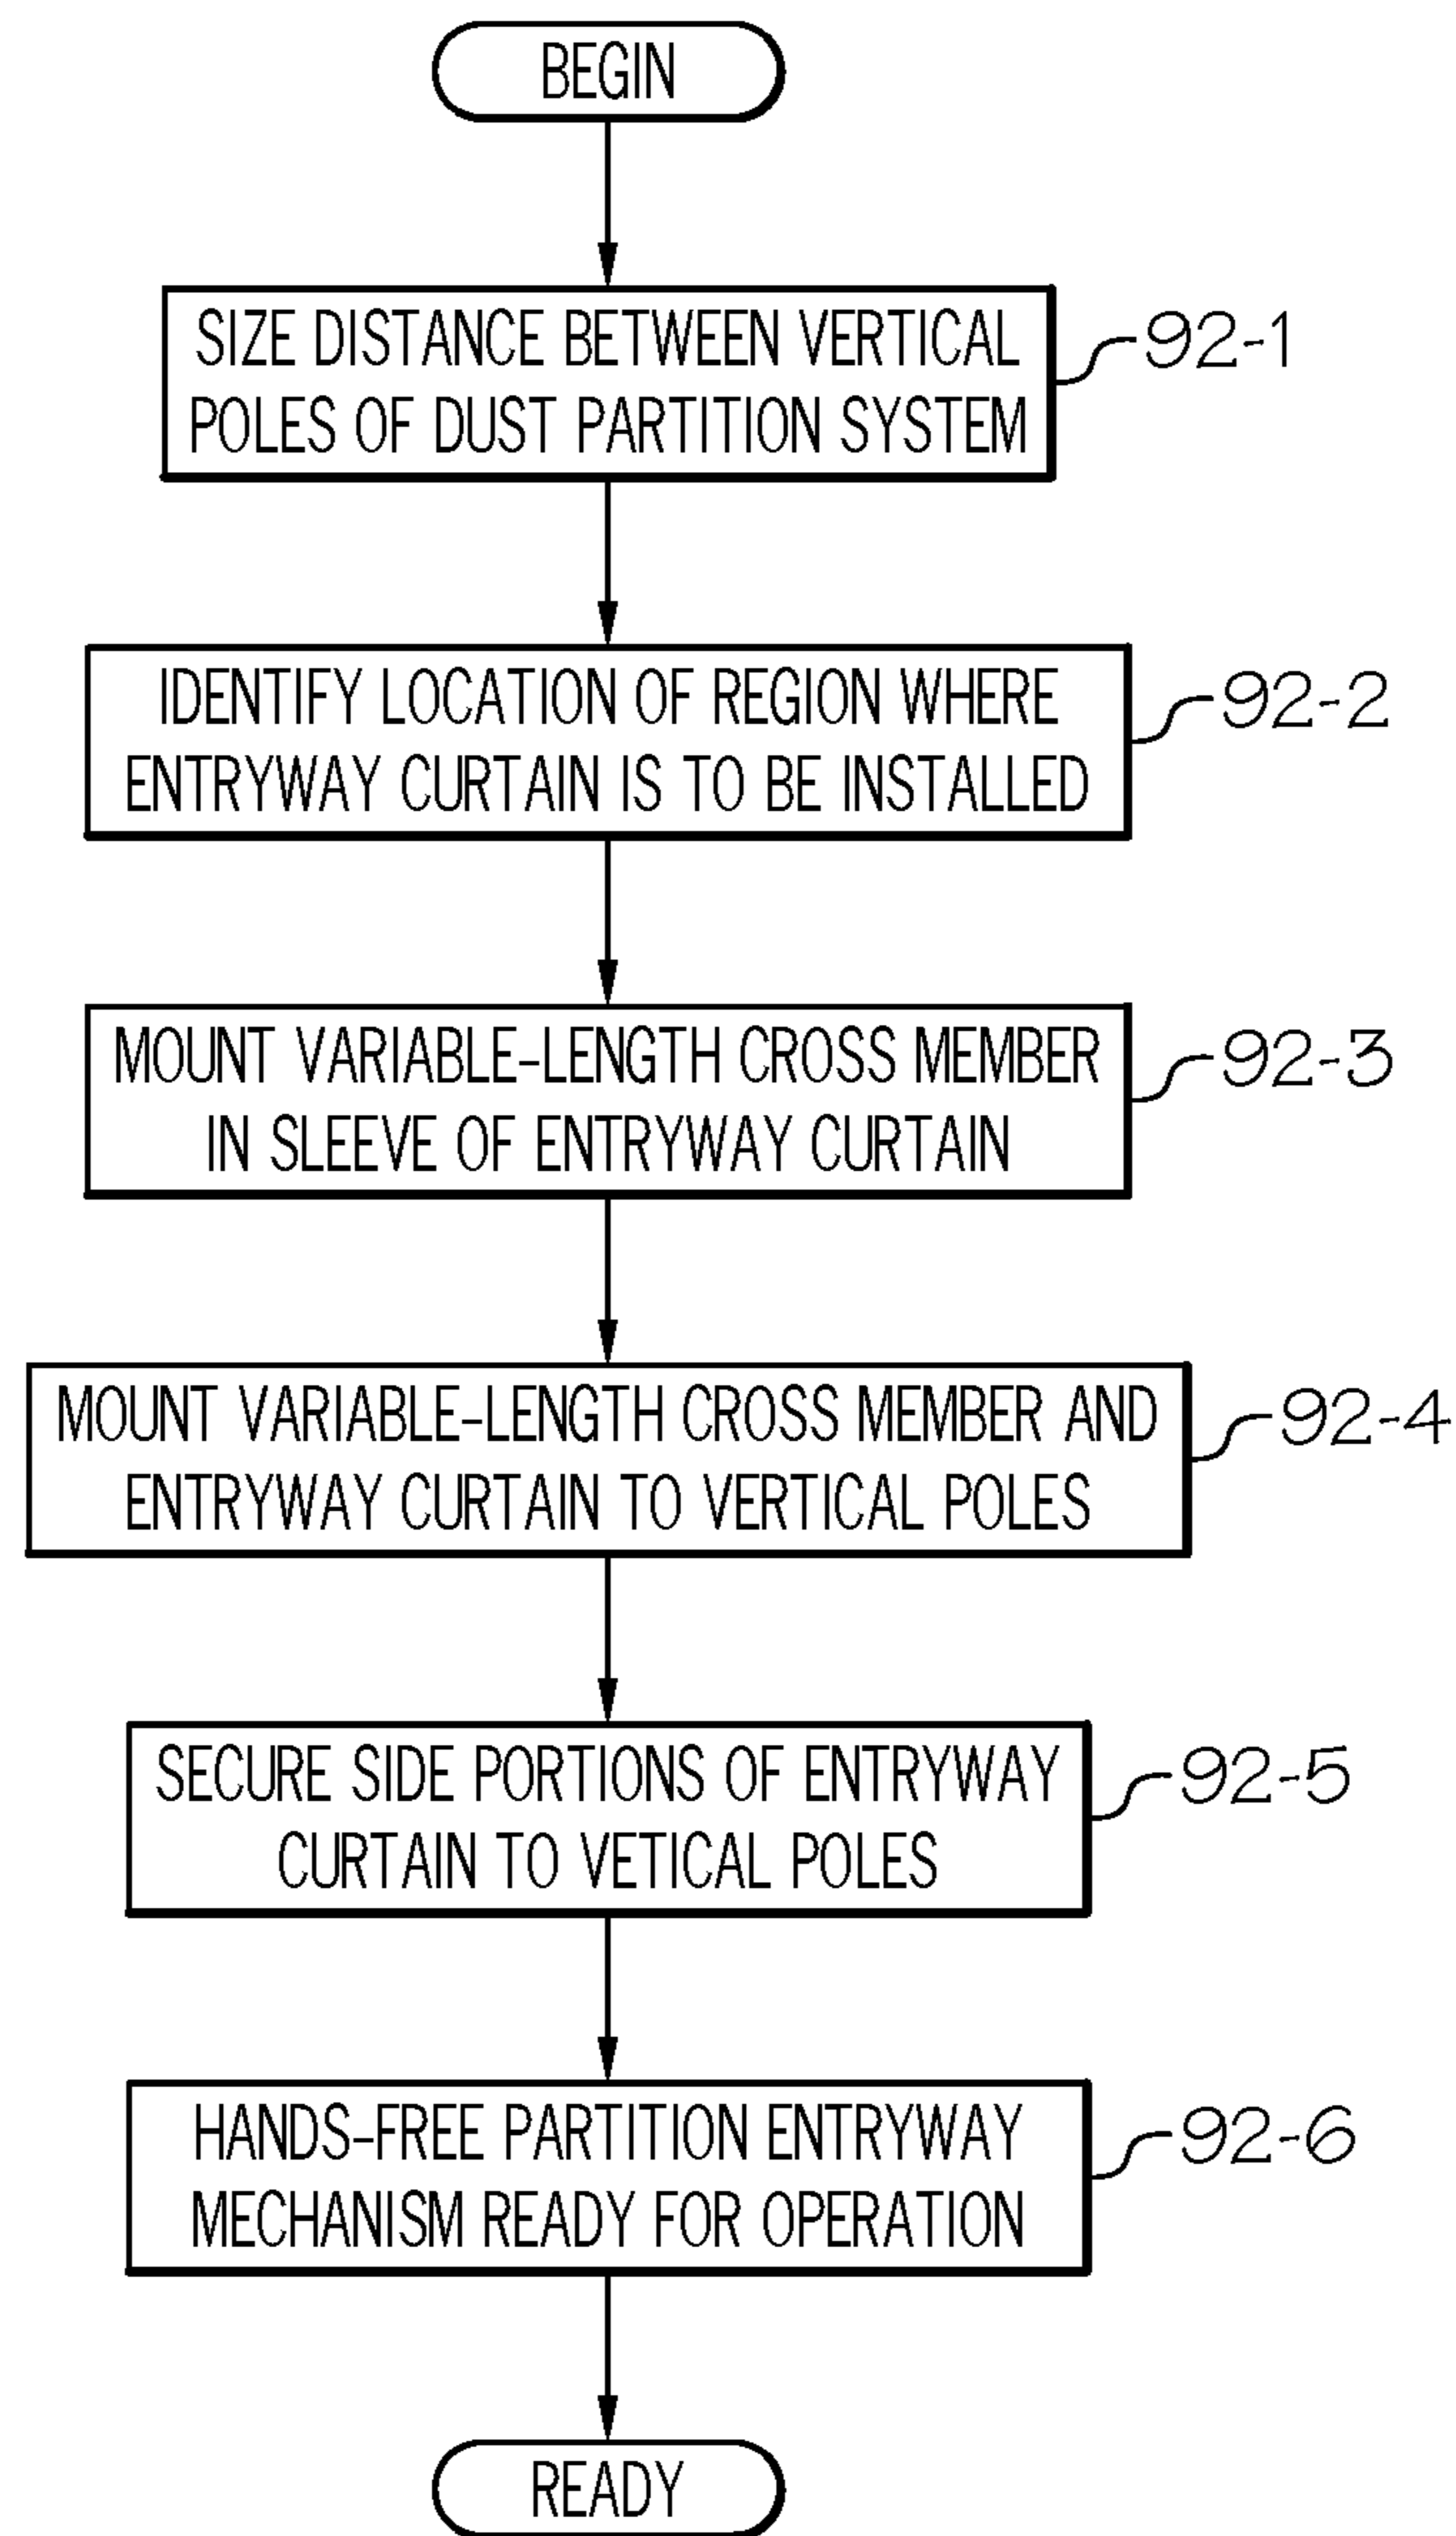 BEGIN
SIZE DISTANCE BETWEEN VERTICAL
POLES OF DUST PARTITION SYSTEM
92-1
IDENTIFY LOCATION OF REGION WHERE
ENTRYWAY CURTAIN IS TO BE INSTALLED
92-2
MOUNT VARIABLE-LENGTH CROSS MEMBER
IN SLEEVE OF ENTRYWAY CURTAIN
92-3
MOUNT VARIABLE-LENGTH CROSS MEMBER AND
ENTRYWAY CURTAIN TO VERTICAL POLES
92-4
SECURE SIDE PORTIONS OF ENTRYWAY
CURTAIN TO VETICAL POLES
92-5
HANDS-FREE PARTITION ENTRYWAY
MECHANISM READY FOR OPERATION
92-6
READY